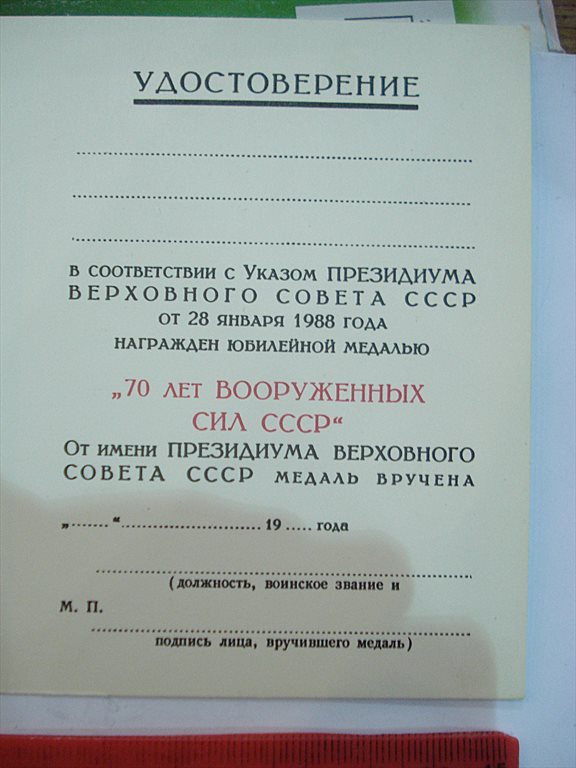 УДОСТОВЕРЕНИЕ
В СООТВЕТСТВИИ С УКАЗОМ ПРЕЗИДИУМА
ВЕРХОВНОГО СОВЕТА СССР
ОТ 28 ЯНВАРЯ 1988 ГОДА
НАГРАЖДЕН ЮБИЛЕЙНОЙ МЕДАЛЬЮ
„70 ЛЕТ ВООРУЖЕННЫХ
СИЛ СССР“
ОТ ИМЕНИ ПРЕЗИДИУМА ВЕРХОВНОГО
СОВЕТА СССР МЕДАЛЬ ВРУЧЕНА
„.......“........................ 19 ..... года
(должность, воинское звание и
М. П.
подпись лица, вручившего медаль)